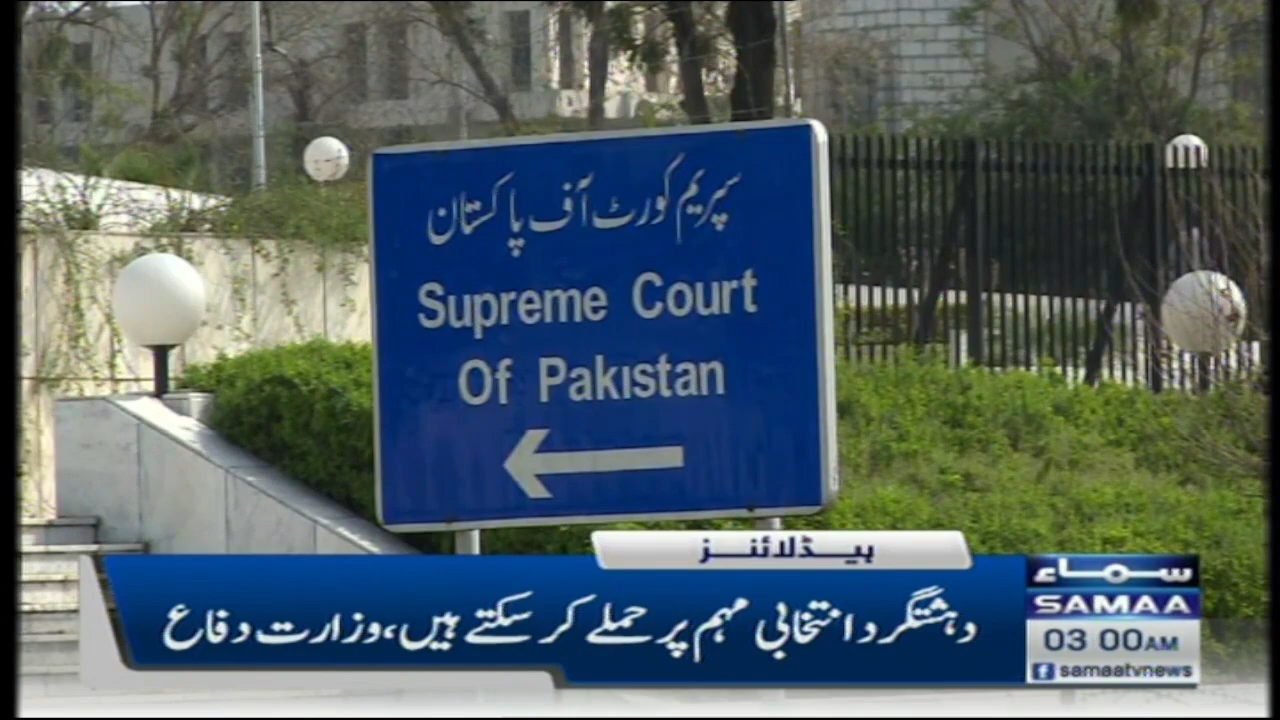 سپریم کورٹ آف پاکستان
Supreme Court
Of Pakistan
ہیڈلائنز
دہشتگرد انتخابی مہم پر حملے کر سکتے ہیں، وزارت دفاع
سماء
SAMAA
03 00AM
samaatvnews